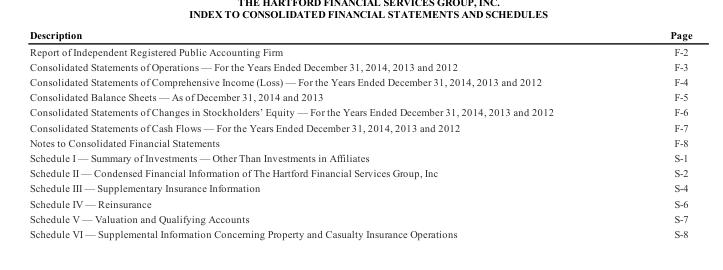 THE HARTFORD FINANCIAL SERVICES GROUP, INC.
INDEX TO CONSOLIDATED FINANCIAL STATEMENTS AND SCHEDULES
Description Page
Report of Independent Registered Public Accounting Firm F-2
Consolidated Statements of Operations — For the Years Ended December 31, 2014, 2013 and 2012 F-3
Consolidated Statements of Comprehensive Income (Loss) — For the Years Ended December 31, 2014, 2013 and 2012 F-4
Consolidated Balance Sheets — As of December 31, 2014 and 2013 F-5
Consolidated Statements of Changes in Stockholders' Equity — For the Years Ended December 31, 2014, 2013 and 2012 F-6
Consolidated Statements of Cash Flows — For the Years Ended December 31, 2014, 2013 and 2012 F-7
Notes to Consolidated Financial Statements F-8
Schedule I — Summary of Investments — Other Than Investments in Affiliates S-1
Schedule II — Condensed Financial Information of The Hartford Financial Services Group, Inc S-2
Schedule III — Supplementary Insurance Information S-4
Schedule IV — Reinsurance S-6
Schedule V — Valuation and Qualifying Accounts S-7
Schedule VI — Supplemental Information Concerning Property and Casualty Insurance Operations S-8